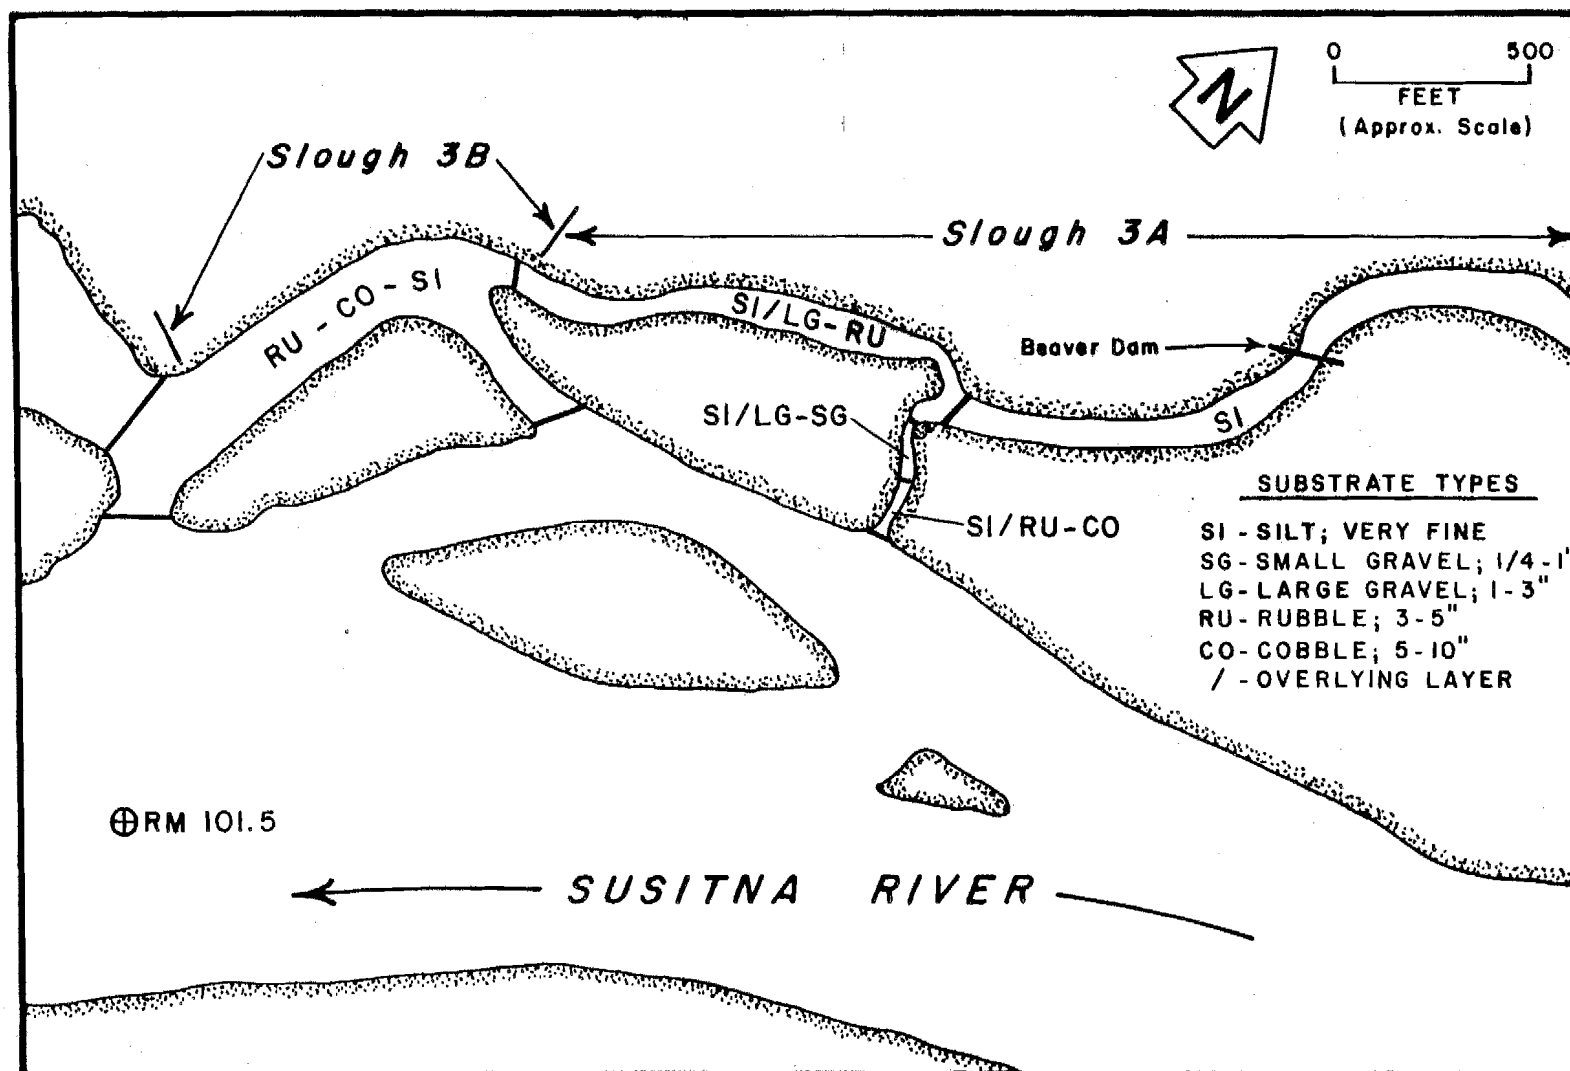 N
0 500
FEET
(Approx. Scale)
Slough 3B
Slough 3A
RU - CO - SI
SI/LG-RU
Beaver Dam
SI/LG-SG
SI
SI/RU-CO
SUBSTRATE TYPES
SI - SILT; VERY FINE
SG-SMALL GRAVEL; 1/4-1"
LG-LARGE GRAVEL; 1-3"
RU-RUBBLE; 3-5"
CO-COBBLE; 5-10"
/ -OVERLYING LAYER
RM 101.5
SUSITNA RIVER